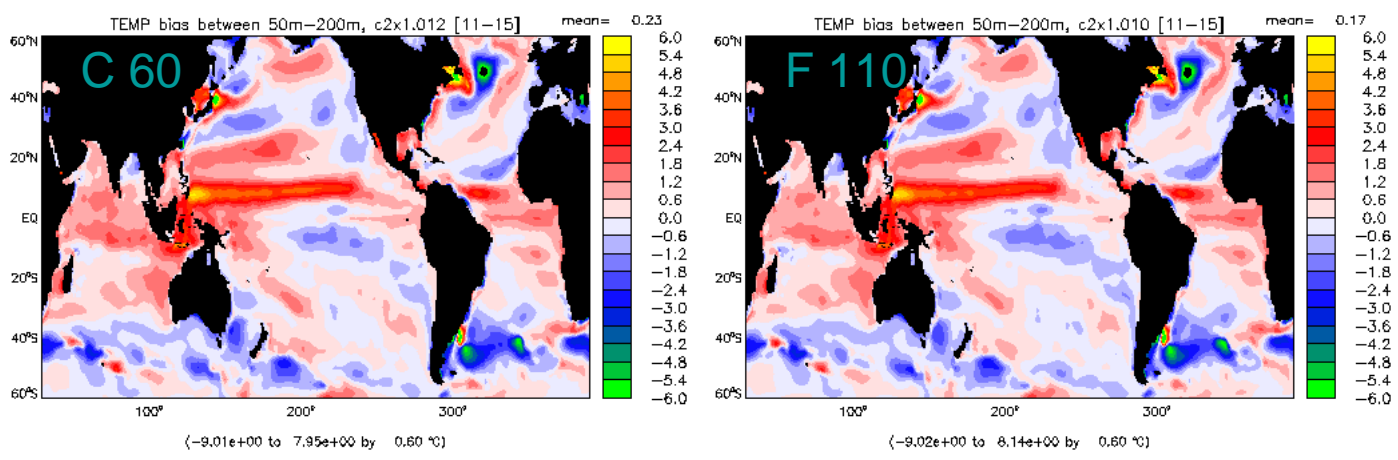 TEMP bias between 50m−200m, c2x1.012 [11−15] mean= 0.23
C 60
60°N
40°N
20°N
EQ
20°S
40°S
60°S
100° 200° 300°
6.0
5.4
4.8
4.2
3.6
3.0
2.4
1.8
1.2
0.6
0.0
−0.6
−1.2
−1.8
−2.4
−3.0
−3.6
−4.2
−4.8
−5.4
−6.0
(−9.01e+00 to 7.95e+00 by 0.60 °C)
TEMP bias between 50m−200m, c2x1.010 [11−15] mean= 0.17
F 110
60°N
40°N
20°N
EQ
20°S
40°S
60°S
100° 200° 300°
6.0
5.4
4.8
4.2
3.6
3.0
2.4
1.8
1.2
0.6
0.0
−0.6
−1.2
−1.8
−2.4
−3.0
−3.6
−4.2
−4.8
−5.4
−6.0
(−9.02e+00 to 8.14e+00 by 0.60 °C)